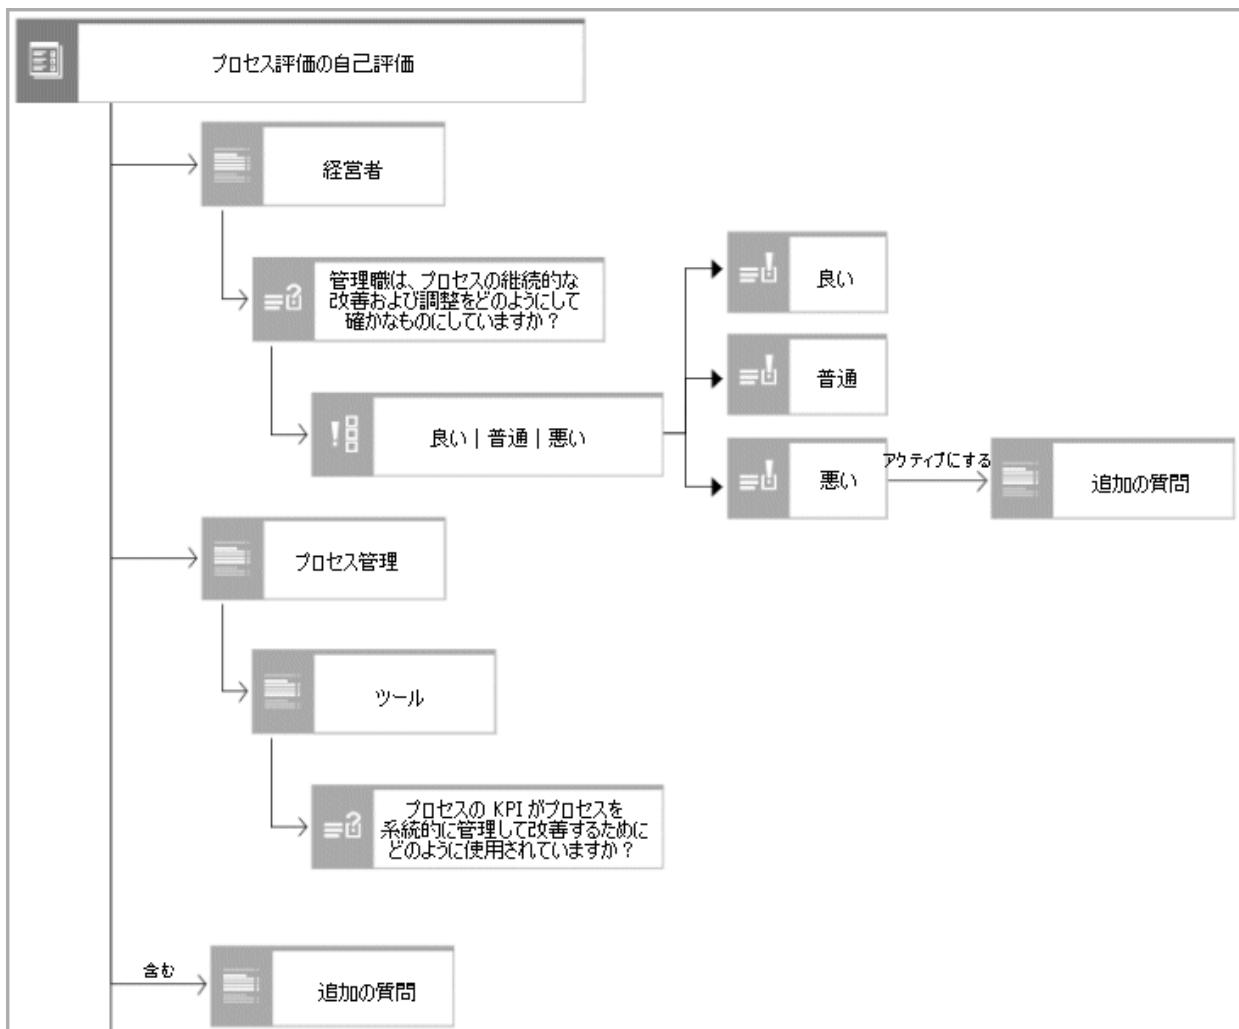 プロセス評価の自己評価
経営者
管理職は、プロセスの継続的な
改善および調整をどのようにして
確かなものにしていますか？
良い | 普通 | 悪い
良い
普通
悪い
アクティブにする
追加の質問
プロセス管理
ツール
プロセスの KPI がプロセスを
系統的に管理して改善するために
どのように使用されていますか？
含む
追加の質問